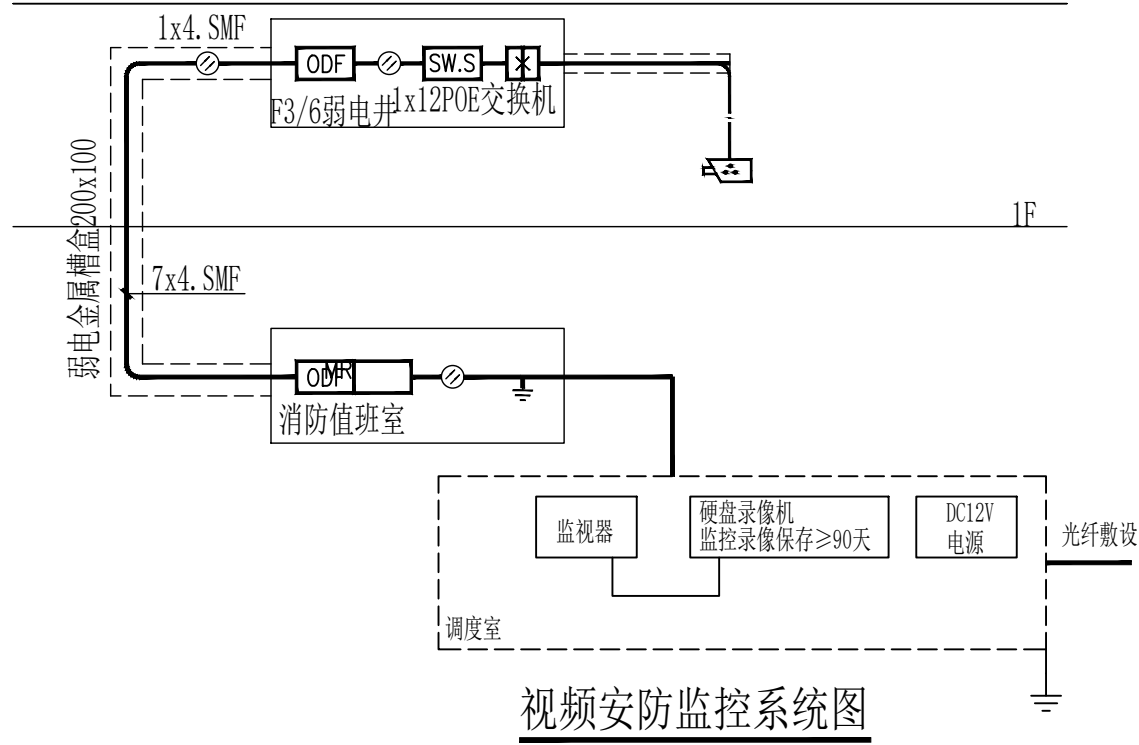 1x4.SMF
ODF
SW.S
F3/6弱电井
1x12POE交换机
弱电金属槽盒200x100
1F
7x4.SMF
ODF
MR
消防值班室
监视器
硬盘录像机
监控录像保存≥90天
DC12V
电源
光纤敷设
调度室
视频安防监控系统图